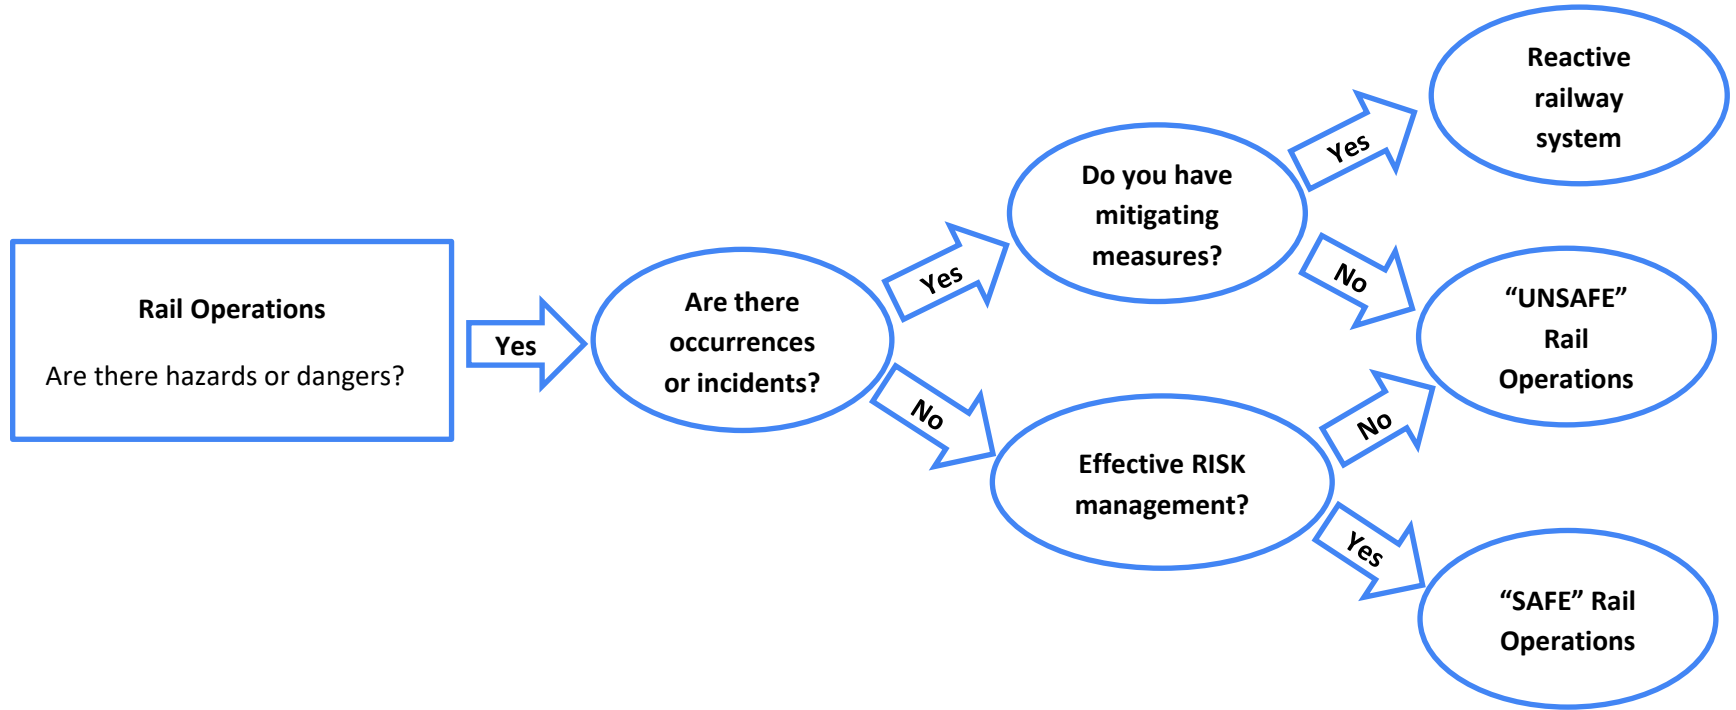 Rail Operations
Are there hazards or dangers?
Yes
Are there
occurrences
or incidents?
Yes
No
Do you have
mitigating
measures?
Yes
No
Effective RISK
management?
No
Yes
Reactive
railway
system
“UNSAFE”
Rail
Operations
“SAFE” Rail
Operations